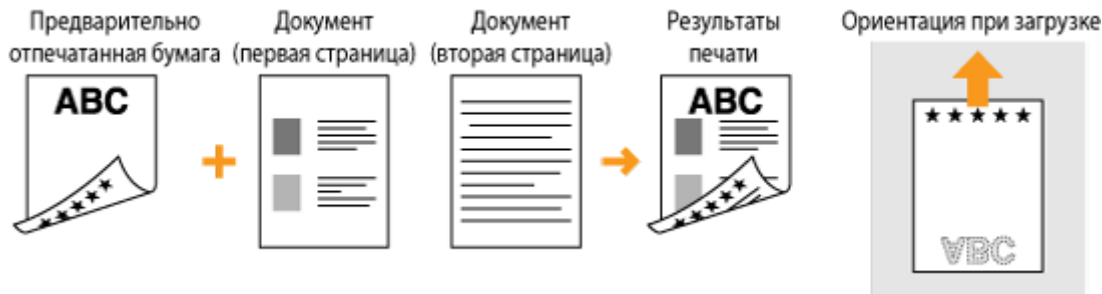 Предварительно
отпечатанная бумага
Документ
(первая страница)
Документ
(вторая страница)
Результаты
печати
Ориентация при загрузке
ABC
ABC
ABC